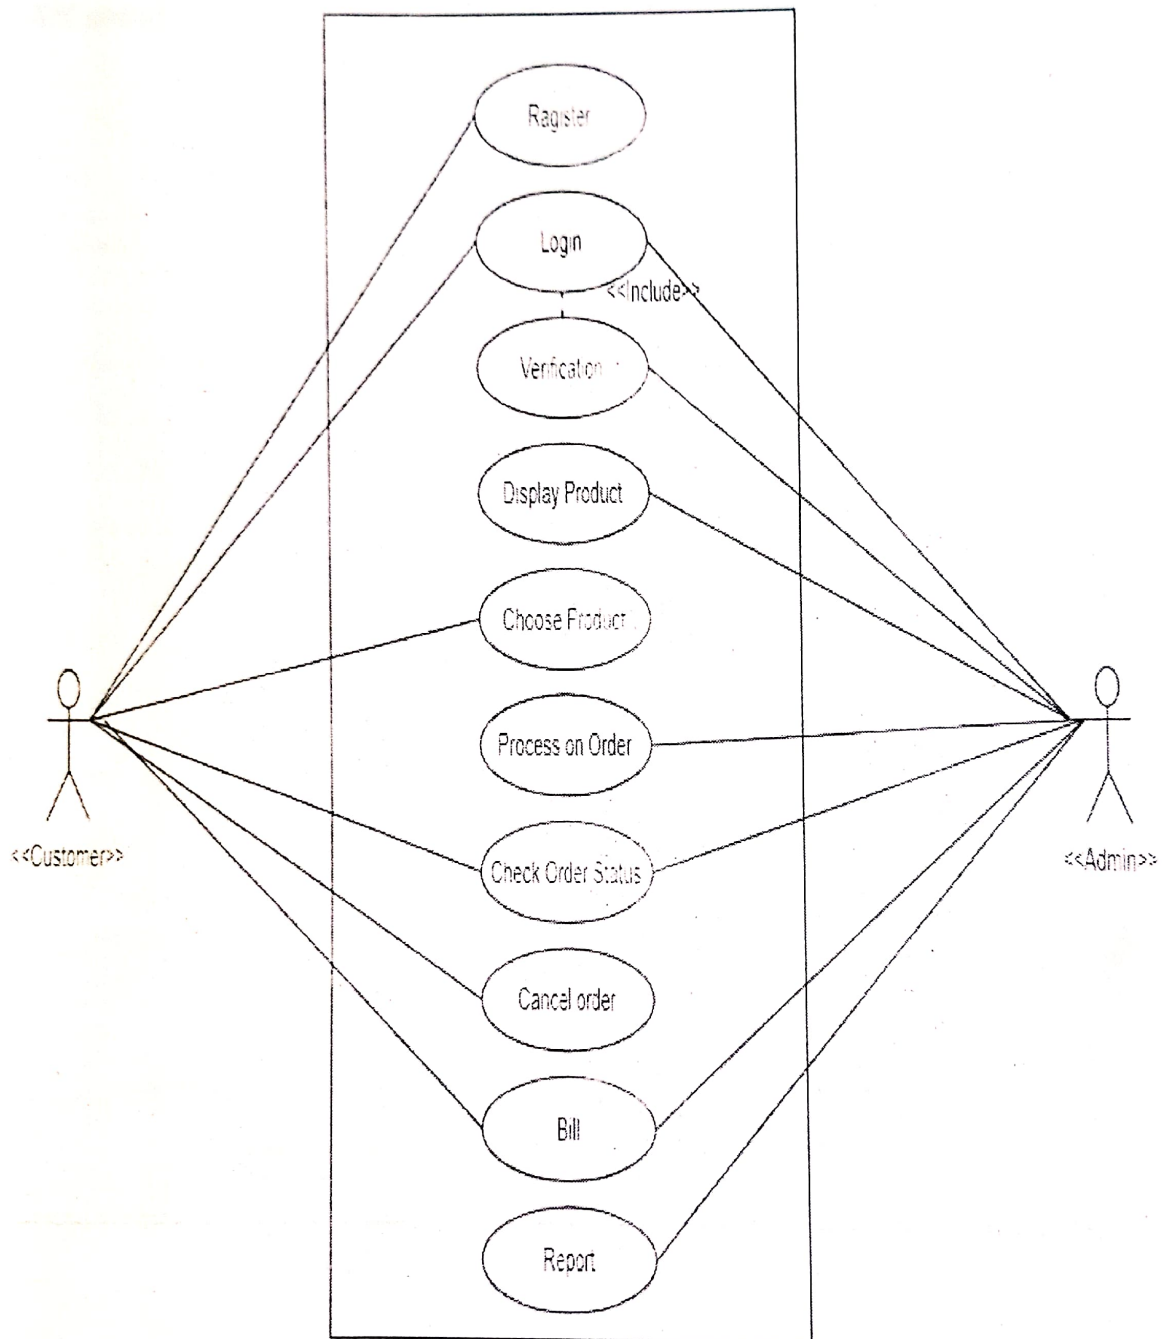 Ragister
Login
<<Include>>
Verification
Display Product
Choose Product
Process on Order
<<Customer>>
Check Order Status
<<Admin>>
Cancel order
Bill
Report